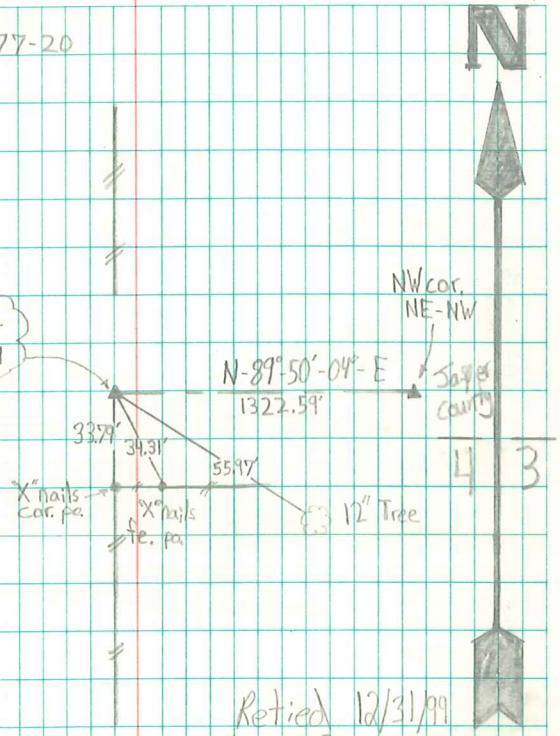 77-20
N
NW cor.
NE-NW
N-89°-50'-04"-E
1322.59'
Jasper
County
33.79'
34.31'
55.97'
4
3
"X" nails
cor. po.
"X" nails
fe. po.
12" Tree
Retied 12/31/99